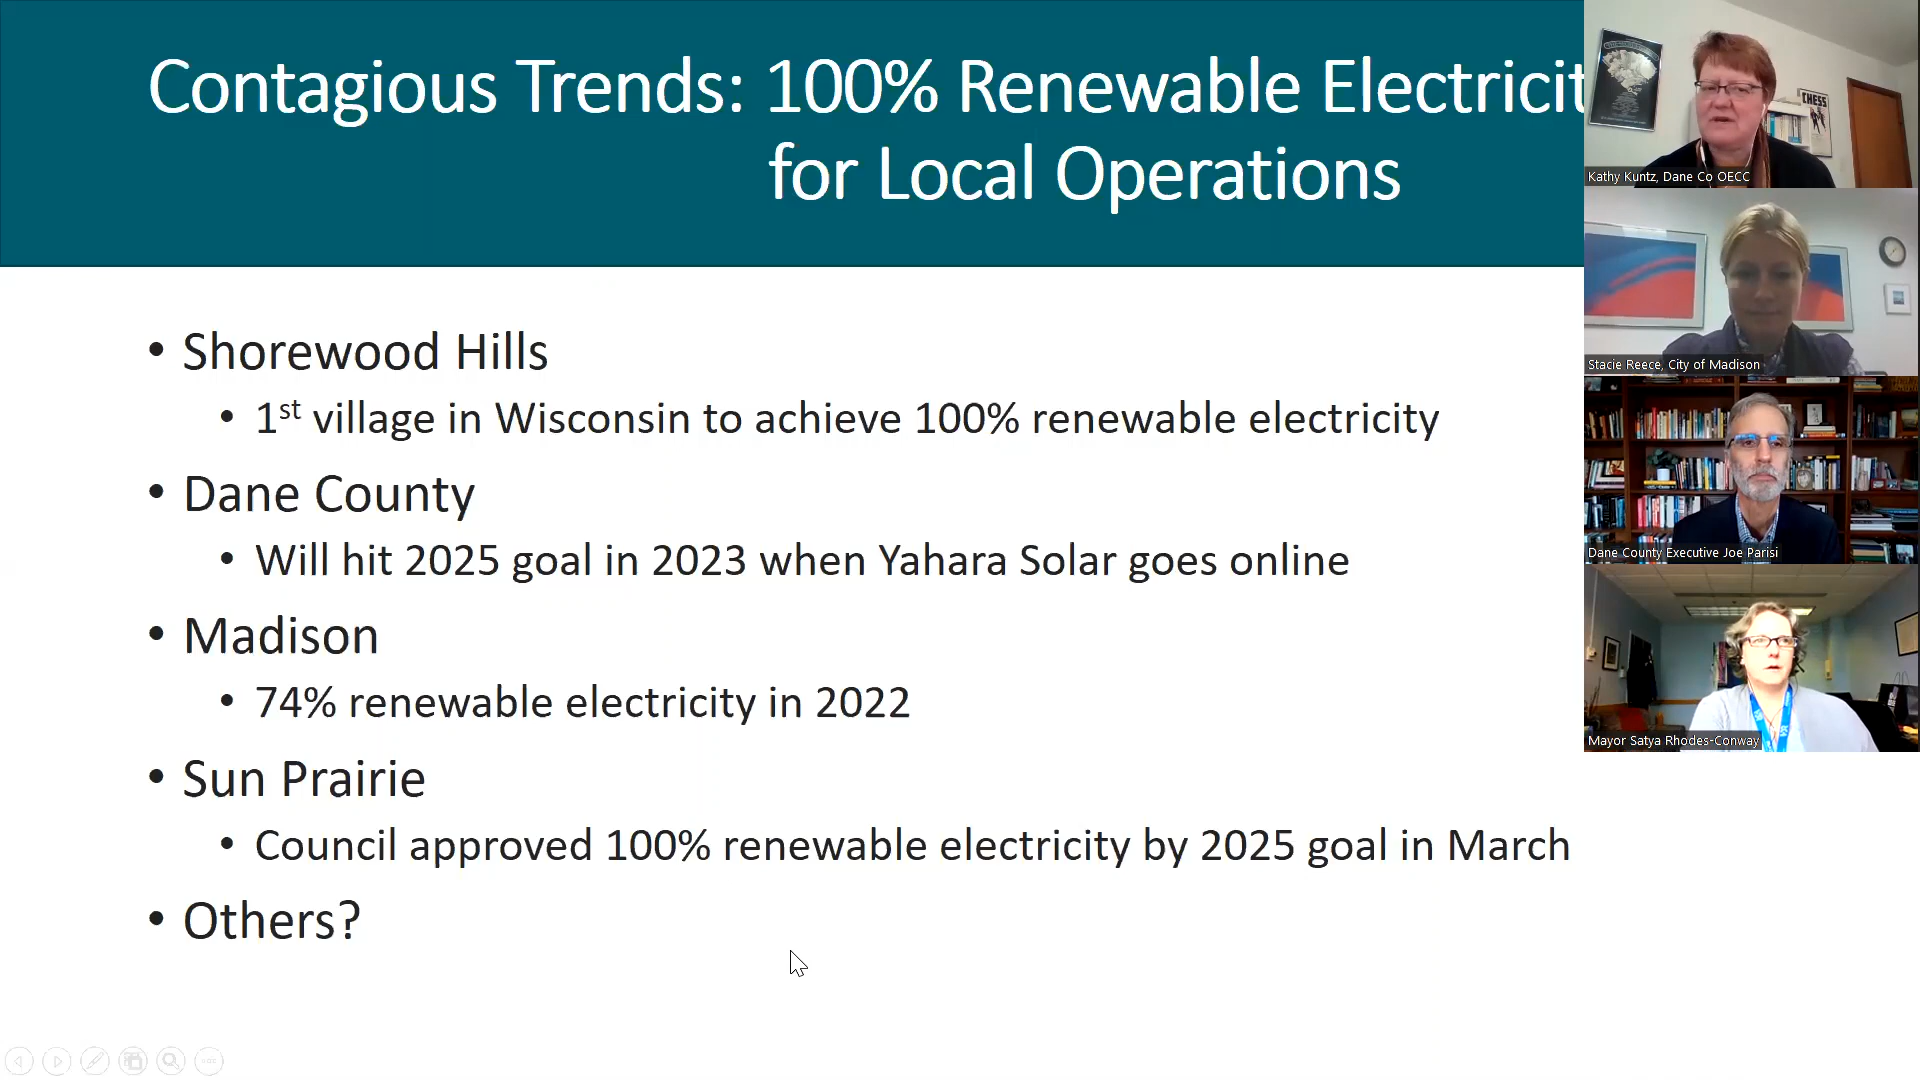 Contagious Trends: 100% Renewable Electricit
for Local Operations
• Shorewood Hills
• 1st village in Wisconsin to achieve 100% renewable electricity
• Dane County
• Will hit 2025 goal in 2023 when Yahara Solar goes online
• Madison
• 74% renewable electricity in 2022
• Sun Prairie
• Council approved 100% renewable electricity by 2025 goal in March
• Others?
CHESS
Kathy Kuntz, Dane Co OECC
Stacie Reece, City of Madison
Dane County Executive Joe Parisi
Mayor Satya Rhodes-Conway